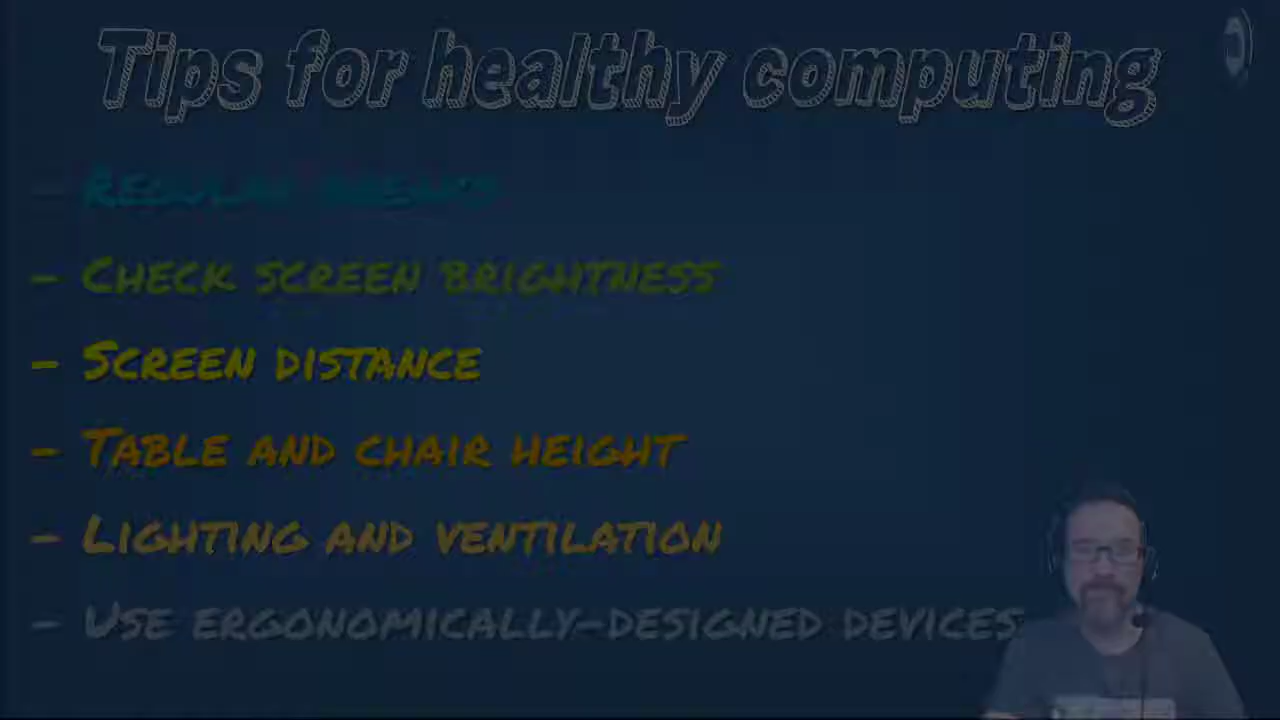 Tips for healthy computing
- Regular breaks
- Check screen brightness
- Screen distance
- Table and chair height
- Lighting and ventilation
- Use ergonomically-designed devices